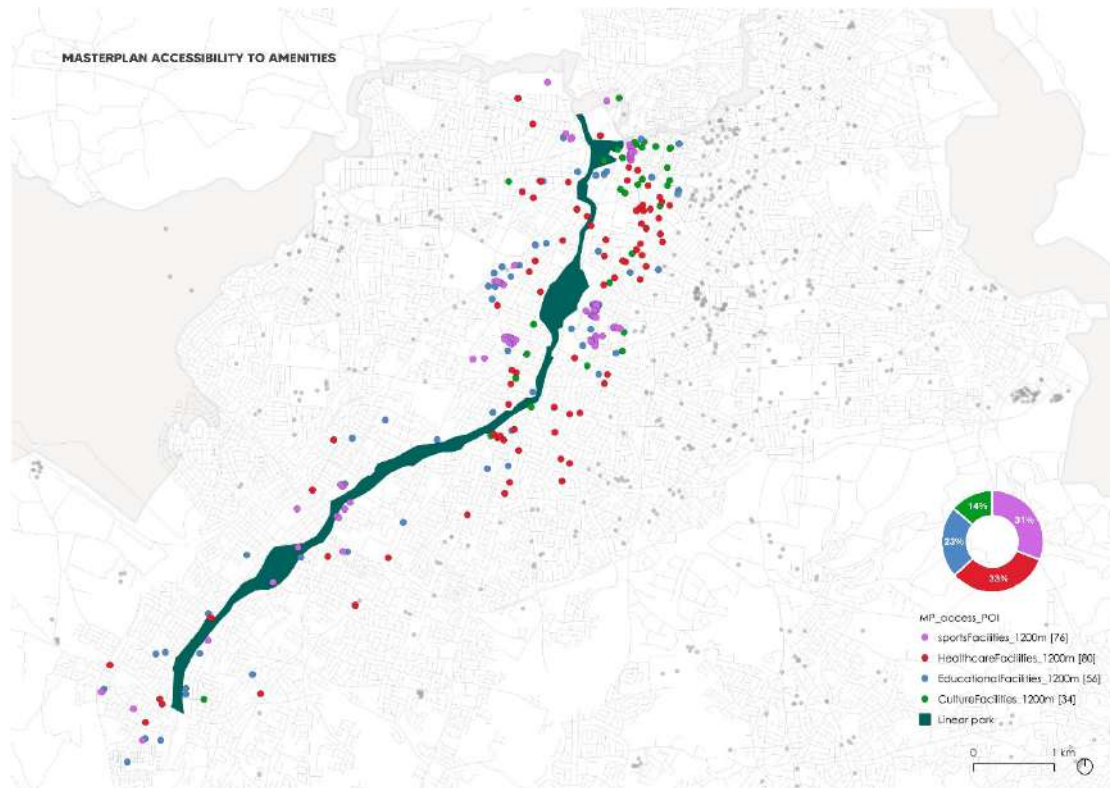 MASTERPLAN ACCESSIBILITY TO AMENITIES
14%
31%
23%
33%
MP_access_POI
sportsFacilities_1200m [76]
HealthcareFacilities_1200m [80]
EducationalFacilities_1200m [56]
CultureFacilities_1200m [34]
Linear park
0 1 km